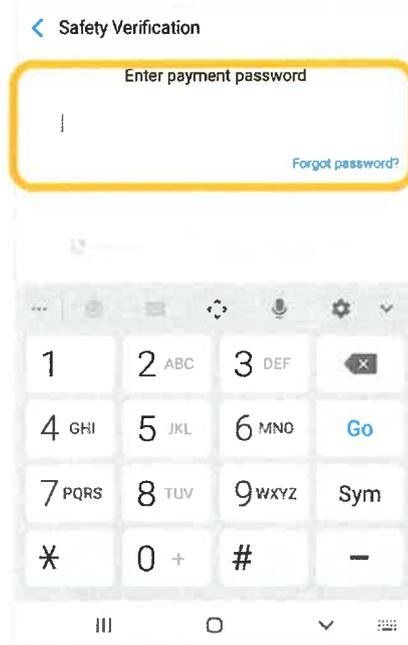 Safety Verification
Enter payment password
Forgot password?
1 2 ABC 3 DEF
4 GHI 5 JKL 6 MNO Go
7 PQRS 8 TUV 9 WXYZ Sym
* 0 + # -